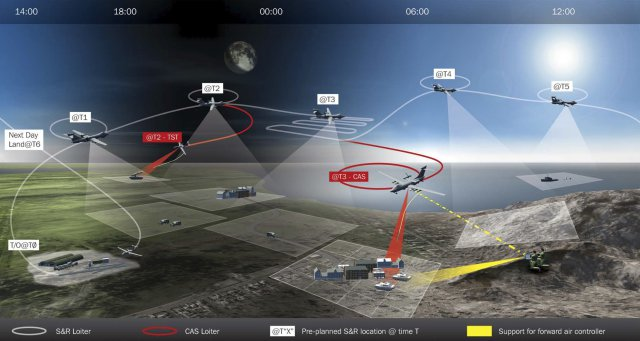 14:00
18:00
00:00
06:00
12:00
@T1
@T2
@T3
@T4
@T5
@T2 - TST
@T3 - CAS
Next Day
Land@T6
T/O@TØ
S&R Loiter
CAS Loiter
@T"X"
Pre-planned S&R location @ time T
Support for forward air controller